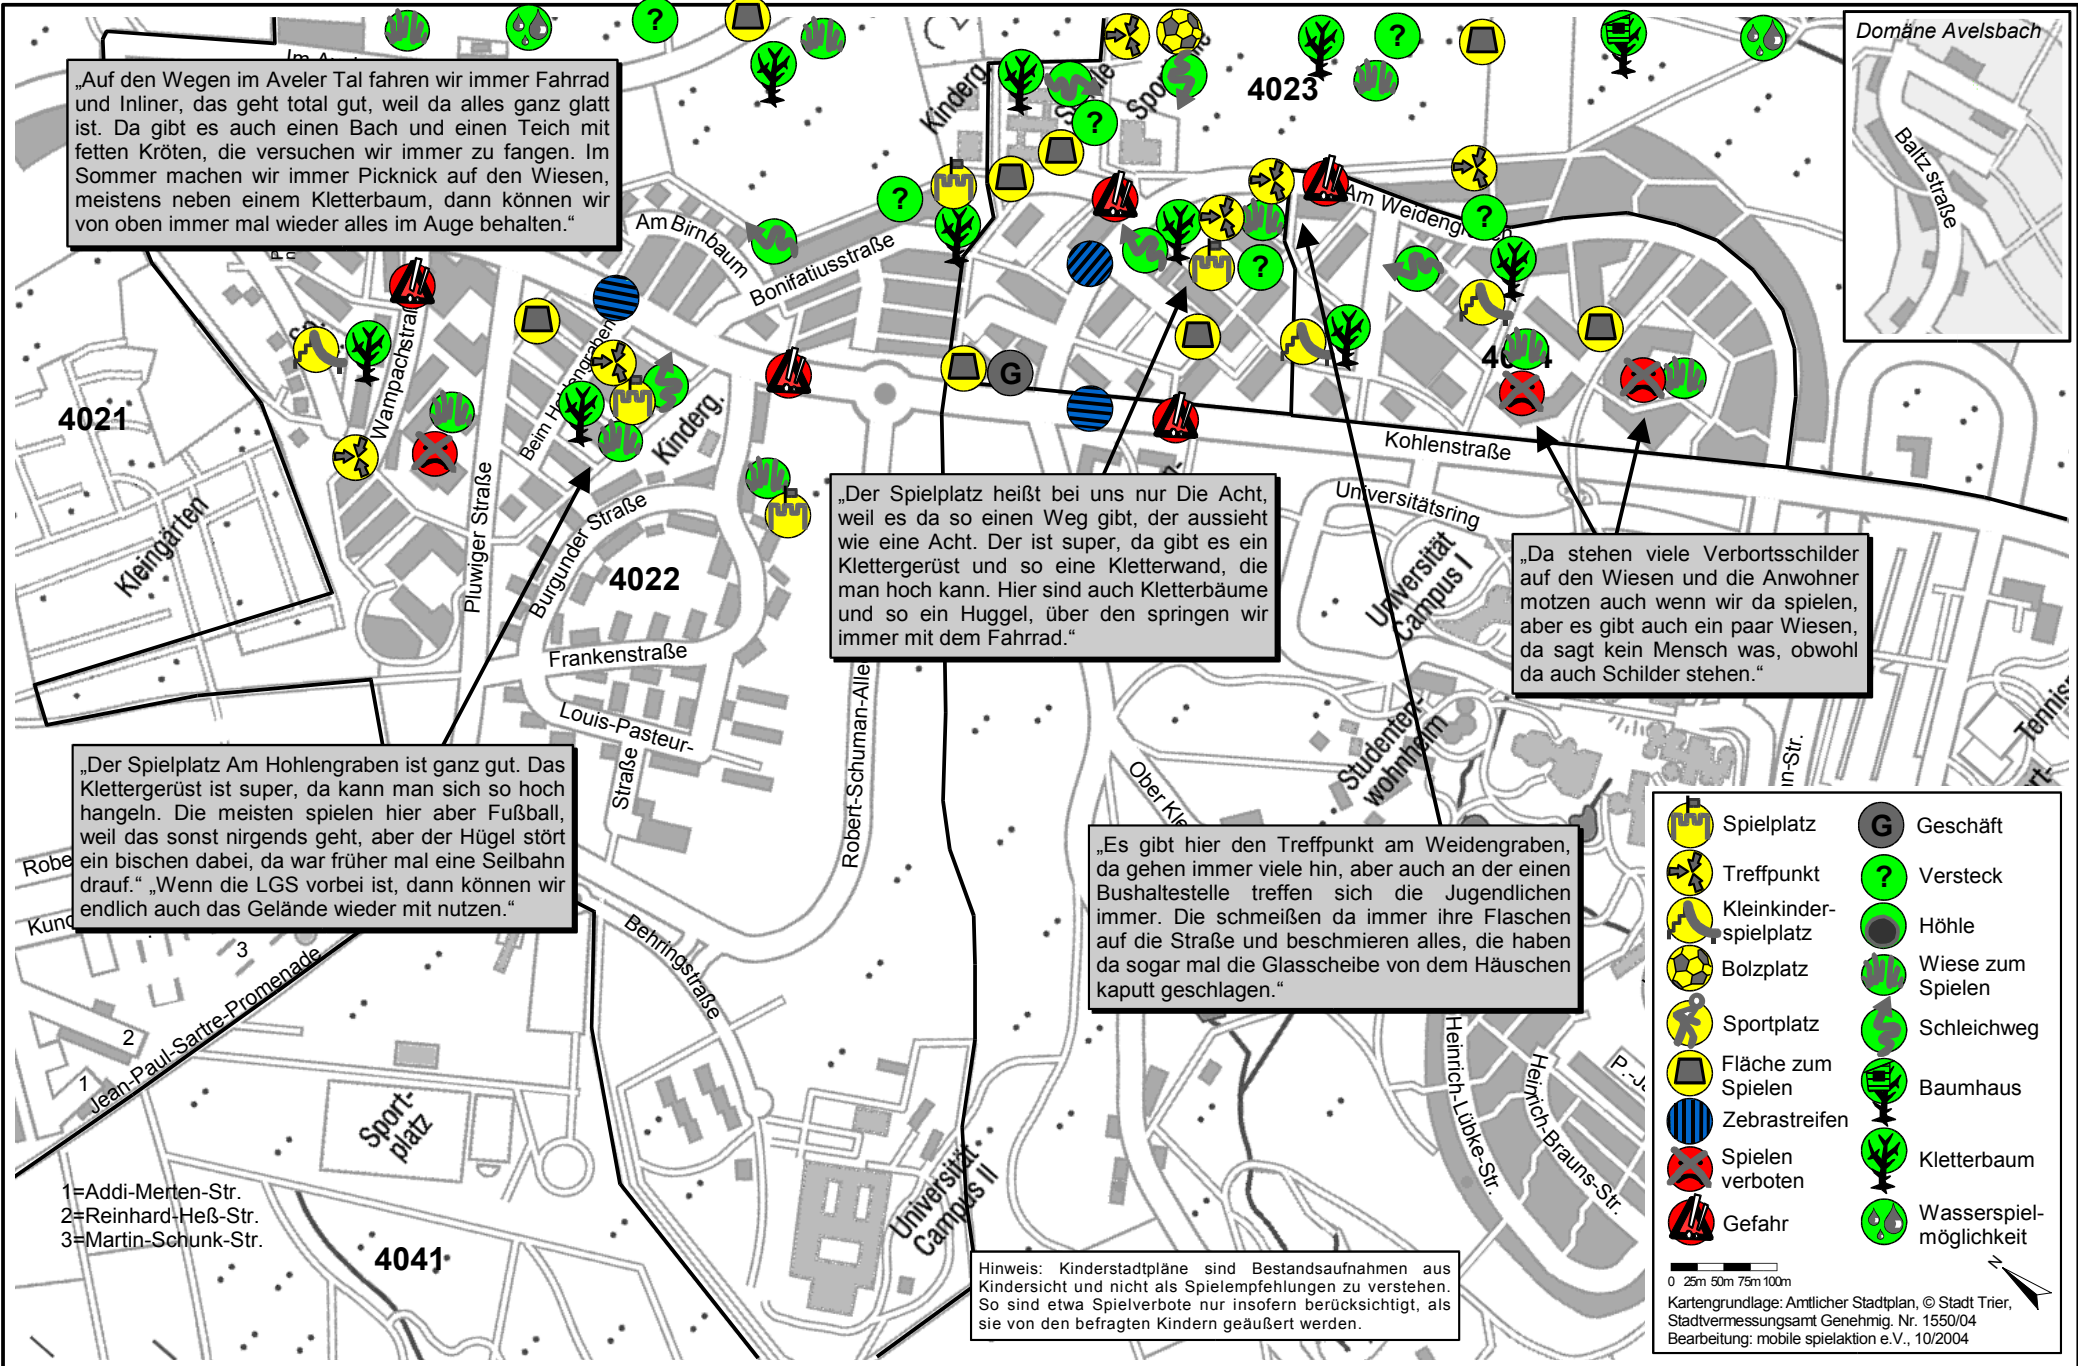 Domäne Avelsbach
Baltz straße
4023
Kinderg.
„Auf den Wegen im Aveler Tal fahren wir immer Fahrrad
und Inliner, das geht total gut, weil da alles ganz glatt
ist. Da gibt es auch einen Bach und einen Teich mit
fetten Kröten, die versuchen wir immer zu fangen. Im
Sommer machen wir immer Picknick auf den Wiesen,
meistens neben einem Kletterbaum, dann können wir
von oben immer mal wieder alles im Auge behalten.“
Am Birnbaum
Bonifatiusstraße
4021
Kleingärten
Wampachstraße
Pluwiger Straße
Kinderg.
Burgunder Straße
4022
Frankenstraße
Louis-Pasteur-
Straße
Kohlenstraße
Universitätsring
Universität
Campus I
„Der Spielplatz heißt bei uns nur Die Acht,
weil es da so einen Weg gibt, der aussieht
wie eine Acht. Der ist super, da gibt es ein
Klettergerüst und so eine Kletterwand, die
man hoch kann. Hier sind auch Kletterbäume
und so ein Huggel, über den springen wir
immer mit dem Fahrrad.“
„Da stehen viele Verbortsschilder
auf den Wiesen und die Anwohner
motzen auch wenn wir da spielen,
aber es gibt auch ein paar Wiesen,
da sagt kein Mensch was, obwohl
da auch Schilder stehen.“
„Der Spielplatz Am Hohlengraben ist ganz gut. Das
Klettergerüst ist super, da kann man sich so hoch
hangeln. Die meisten spielen hier aber Fußball,
weil das sonst nirgends geht, aber der Hügel stört
ein bischen dabei, da war früher mal eine Seilbahn
drauf.“ „Wenn die LGS vorbei ist, dann können wir
endlich auch das Gelände wieder mit nutzen.“
„Es gibt hier den Treffpunkt am Weidengraben,
da gehen immer viele hin, aber auch an der einen
Bushaltestelle treffen sich die Jugendlichen
immer. Die schmeißen da immer ihre Flaschen
auf die Straße und beschmieren alles, die haben
da sogar mal die Glasscheibe von dem Häuschen
kaputt geschlagen.“
Robert-Schuman-Allee
Studenten-
wohnheim
Behringstraße
Jean-Paul-Sartre-Promenade
3
2
1
Sport-
platz
Universität
Campus II
Heinrich-Lübke-Str.
Heinrich-Brauns-Str.
1=Addi-Merten-Str.
2=Reinhard-Heß-Str.
3=Martin-Schunk-Str.
4041
Hinweis: Kinderstadtpläne sind Bestandsaufnahmen aus
Kindersicht und nicht als Spielempfehlungen zu verstehen.
So sind etwa Spielverbote nur insofern berücksichtigt, als
sie von den befragten Kindern geäußert werden.
Spielplatz
Treffpunkt
Kleinkinder-
spielplatz
Bolzplatz
Sportplatz
Fläche zum
Spielen
Zebrastreifen
Spielen
verboten
Gefahr
G Geschäft
? Versteck
Höhle
Wiese zum
Spielen
Schleichweg
Baumhaus
Kletterbaum
Wasserspiel-
möglichkeit
N
0 25m 50m 75m 100m
Kartengrundlage: Amtlicher Stadtplan, © Stadt Trier,
Stadtvermessungsamt Genehmig. Nr. 1550/04
Bearbeitung: mobile spielaktion e.V., 10/2004